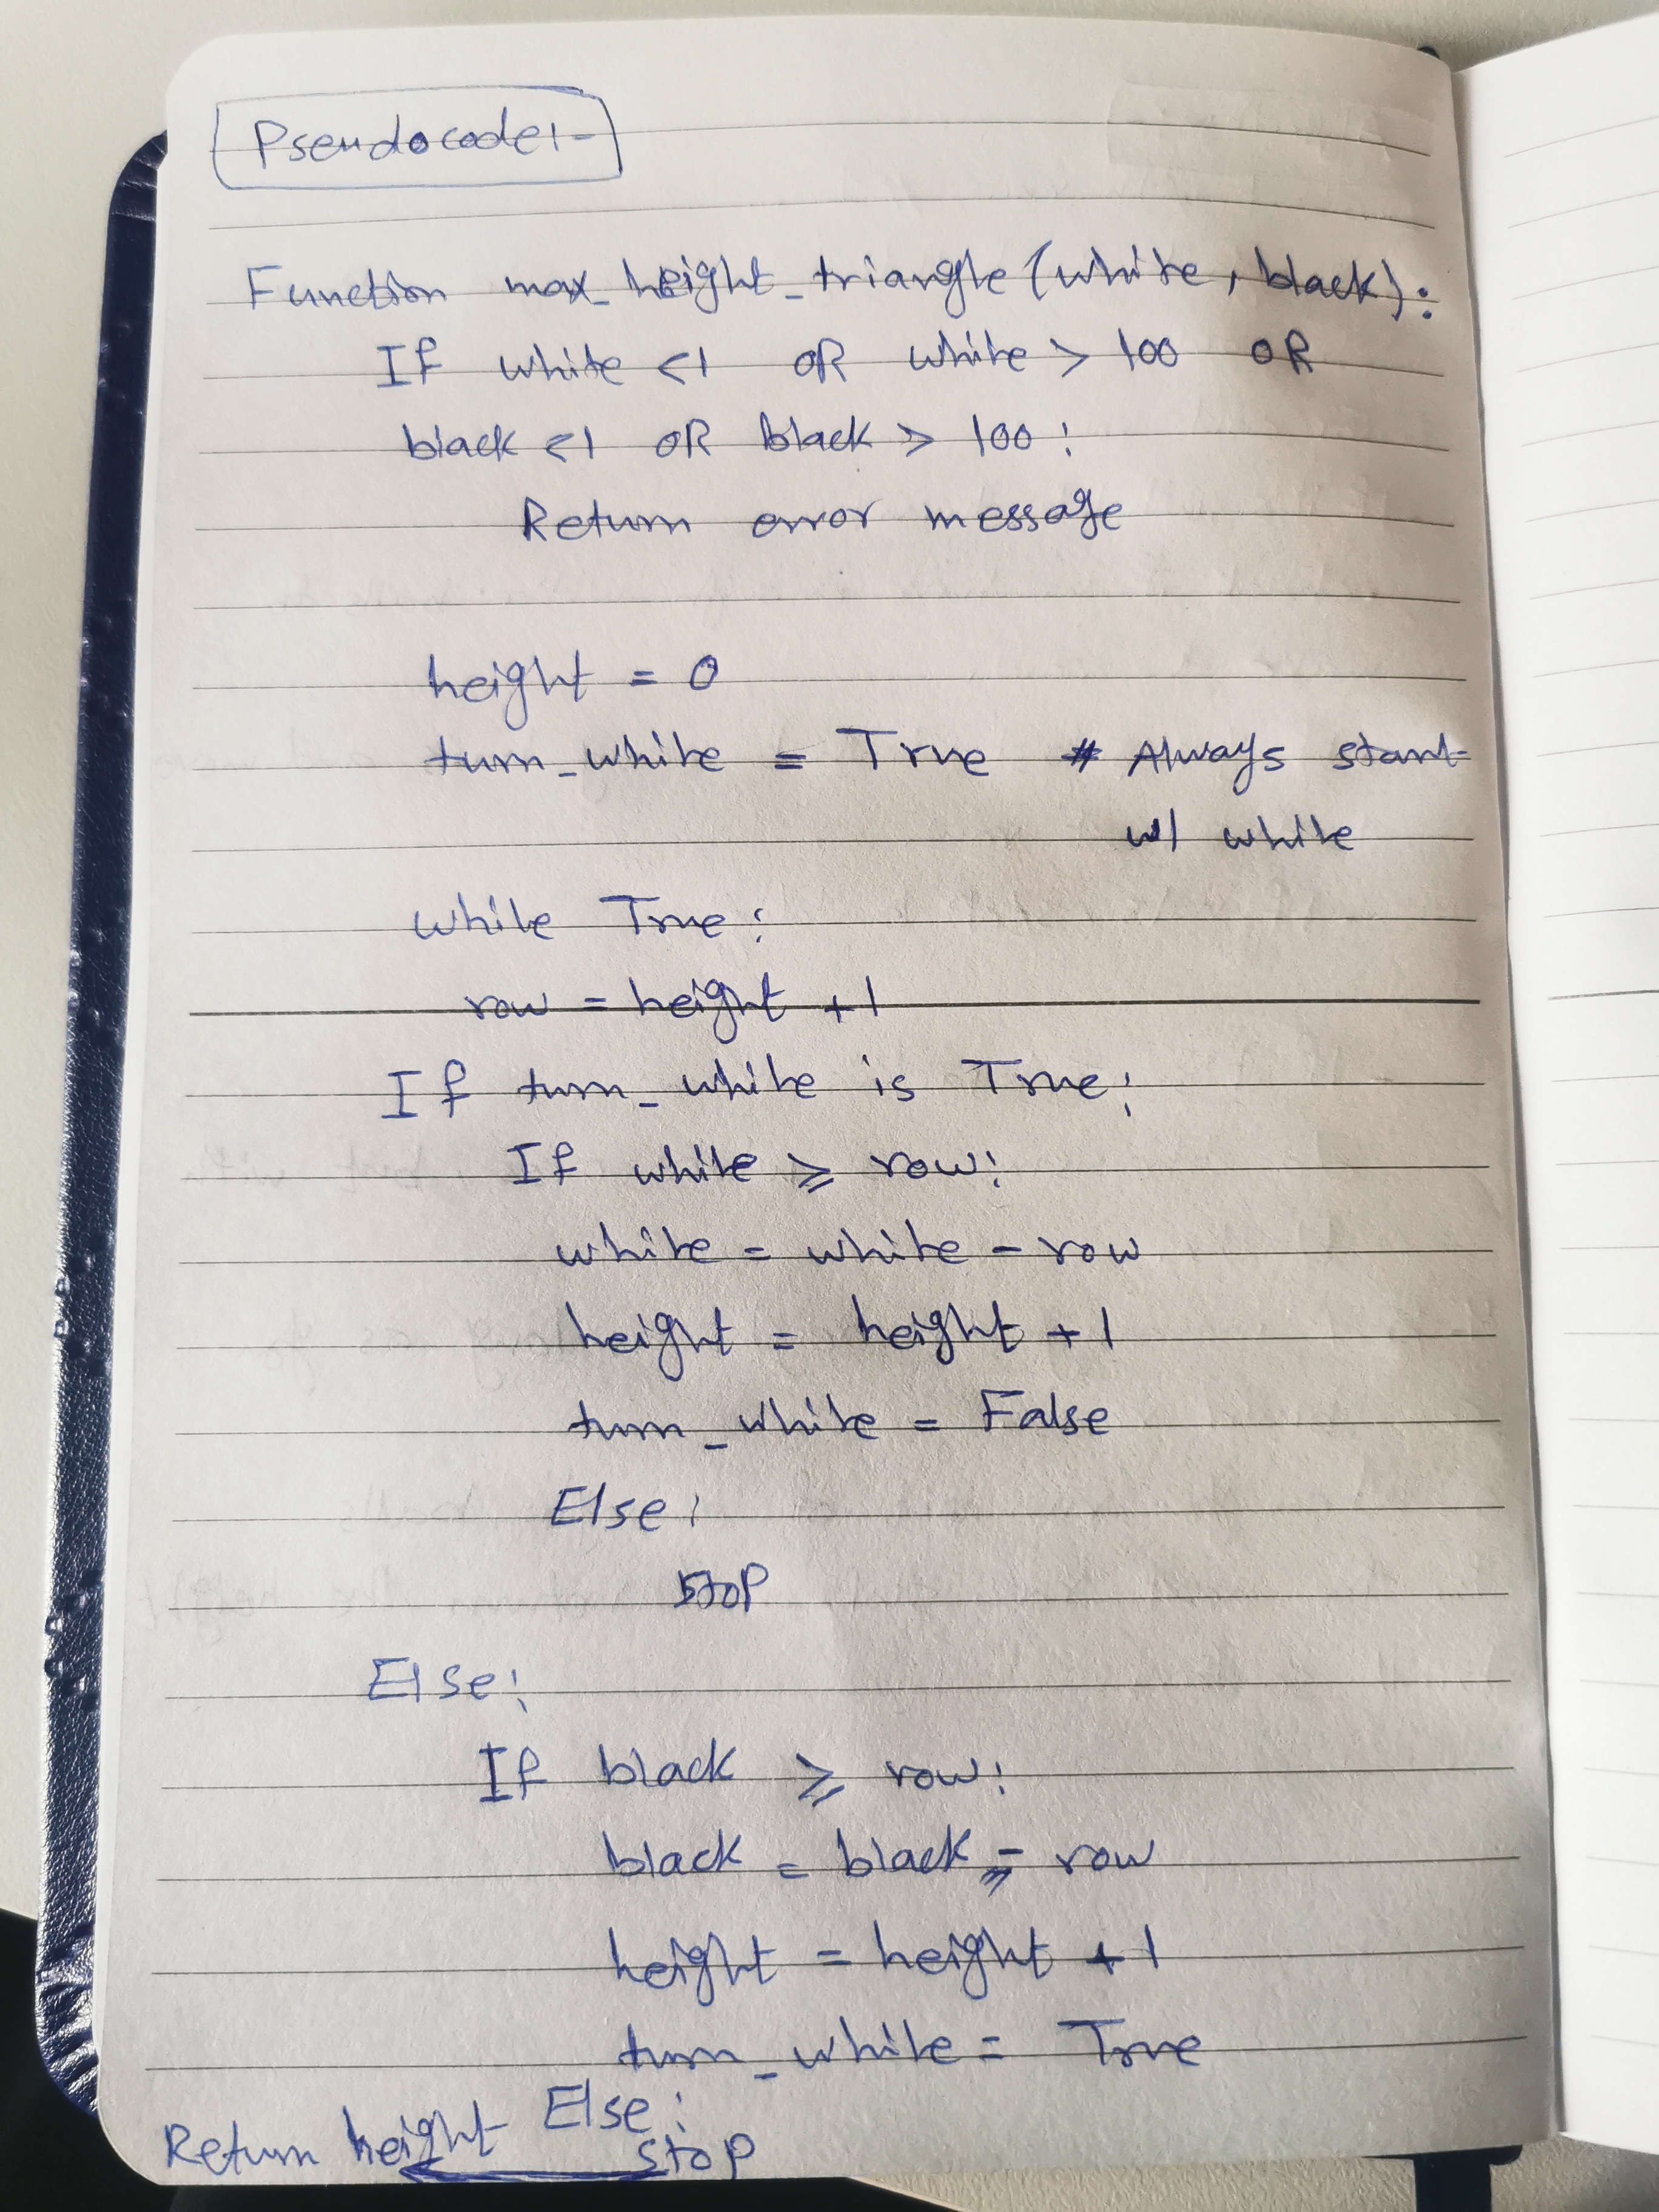 Pseudocode:-
Function max_height_triangle (white, black):
If white <1 OR white > 100 OR
black <1 OR black > 100:
Return error message
height = 0
turn_white = True # Always start
w/ white
while True:
row = height +1
If turn_white is True:
If white ≥ row:
white = white - row
height = height + 1
turn_white = False
Else:
stop
Else:
If black ≥ row:
black = black - row
height = height + 1
turn_white = True
Else:
stop
Return height